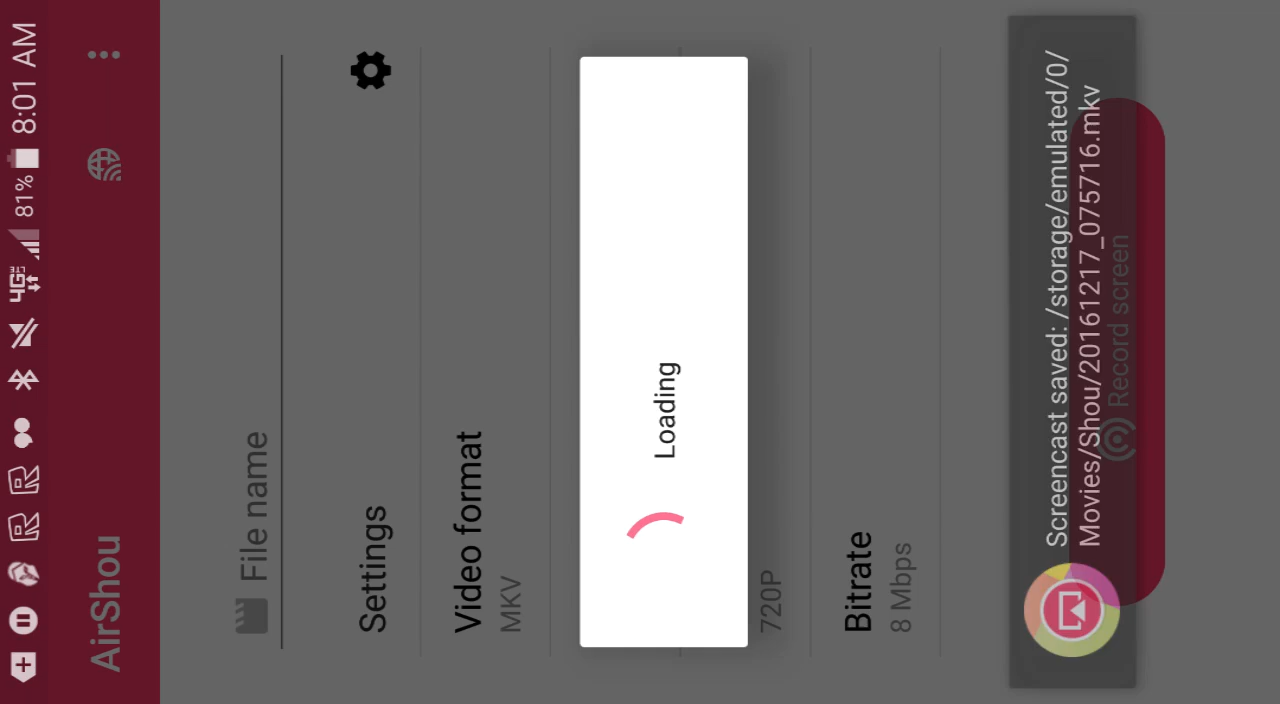 81% 8:01 AM
AirShou
File name
Settings
Video format
MKV
Loading
720P
Bitrate
8 Mbps
Screencast saved: /storage/emulated/0/
Movies/Shou/20161217_075716.mkv
Record screen